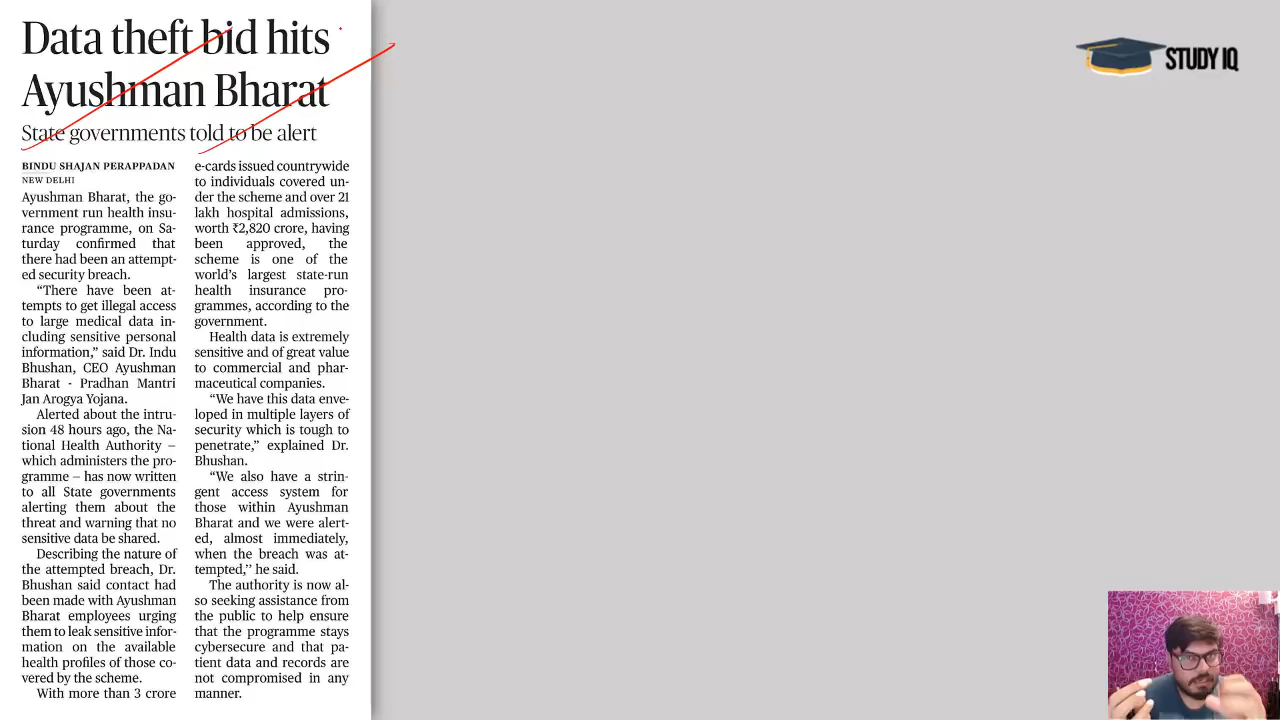 Data theft bid hits
Ayushman Bharat
State governments told to be alert
BINDU SHAJAN PERAPPADAN
NEW DELHI
Ayushman Bharat, the go-
vernment run health insu-
rance programme, on Sa-
turday confirmed that
there had been an attempt-
ed security breach.
“There have been at-
tempts to get illegal access
to large medical data in-
cluding sensitive personal
information,” said Dr. Indu
Bhushan, CEO Ayushman
Bharat - Pradhan Mantri
Jan Arogya Yojana.
Alerted about the intru-
sion 48 hours ago, the Na-
tional Health Authority –
which administers the pro-
gramme – has now written
to all State governments
alerting them about the
threat and warning that no
sensitive data be shared.
Describing the nature of
the attempted breach, Dr.
Bhushan said contact had
been made with Ayushman
Bharat employees urging
them to leak sensitive infor-
mation on the available
health profiles of those co-
vered by the scheme.
With more than 3 crore
e-cards issued countrywide
to individuals covered un-
der the scheme and over 21
lakh hospital admissions,
worth ₹2,820 crore, having
been approved, the
scheme is one of the
world’s largest state-run
health insurance pro-
grammes, according to the
government.
Health data is extremely
sensitive and of great value
to commercial and phar-
maceutical companies.
“We have this data enve-
loped in multiple layers of
security which is tough to
penetrate,” explained Dr.
Bhushan.
“We also have a strin-
gent access system for
those within Ayushman
Bharat and we were alert-
ed, almost immediately,
when the breach was at-
tempted,’’ he said.
The authority is now al-
so seeking assistance from
the public to help ensure
that the programme stays
cybersecure and that pa-
tient data and records are
not compromised in any
manner.
STUDY IQ